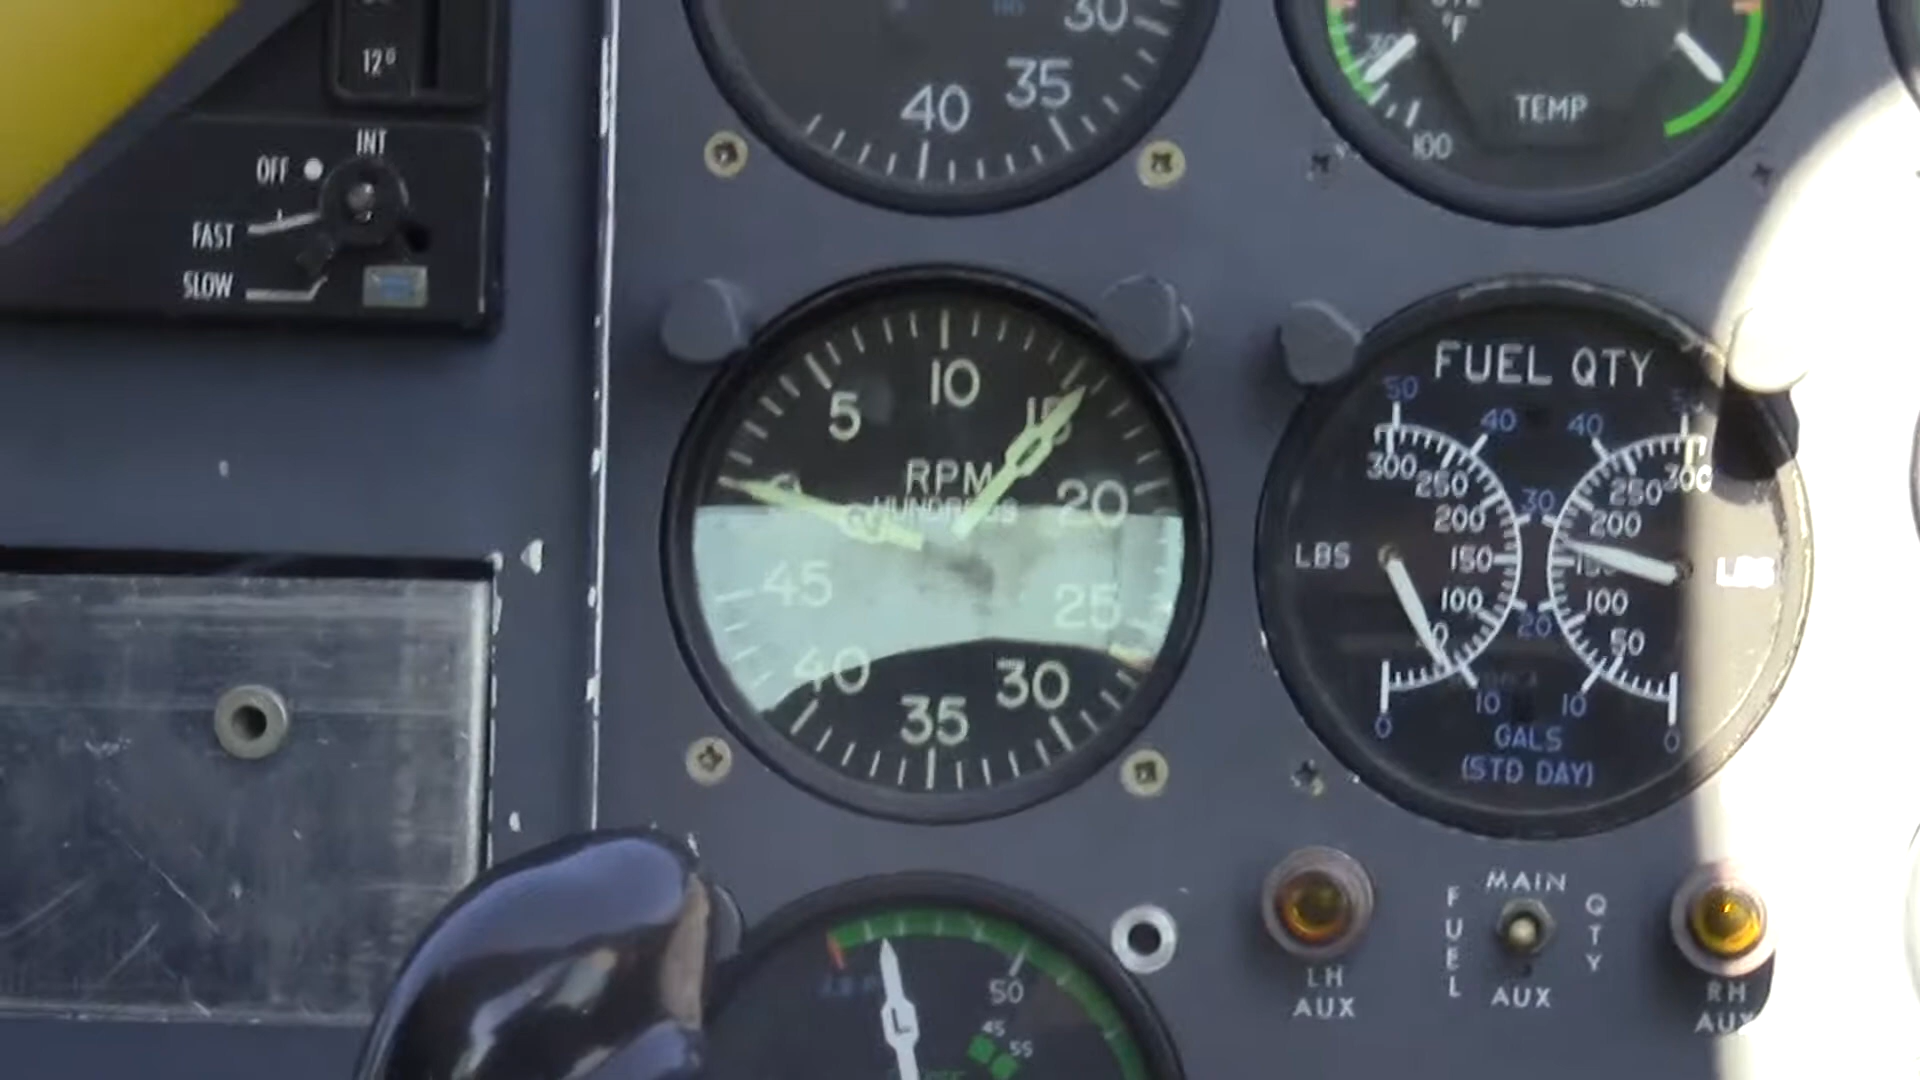 12°
INT
OFF
FAST
SLOW
30
35
40
°F
TEMP
100
10
5
15
RPM
HUNDREDS
20
45
25
40
30
35
FUEL QTY
50
40
40
300
250
200
150
100
30
20
10
0
300
250
200
100
50
10
0
LBS
LBS
GALS
(STD DAY)
L
50
45
55
LH
AUX
FUEL
MAIN
AUX
QTY
RH
AUX